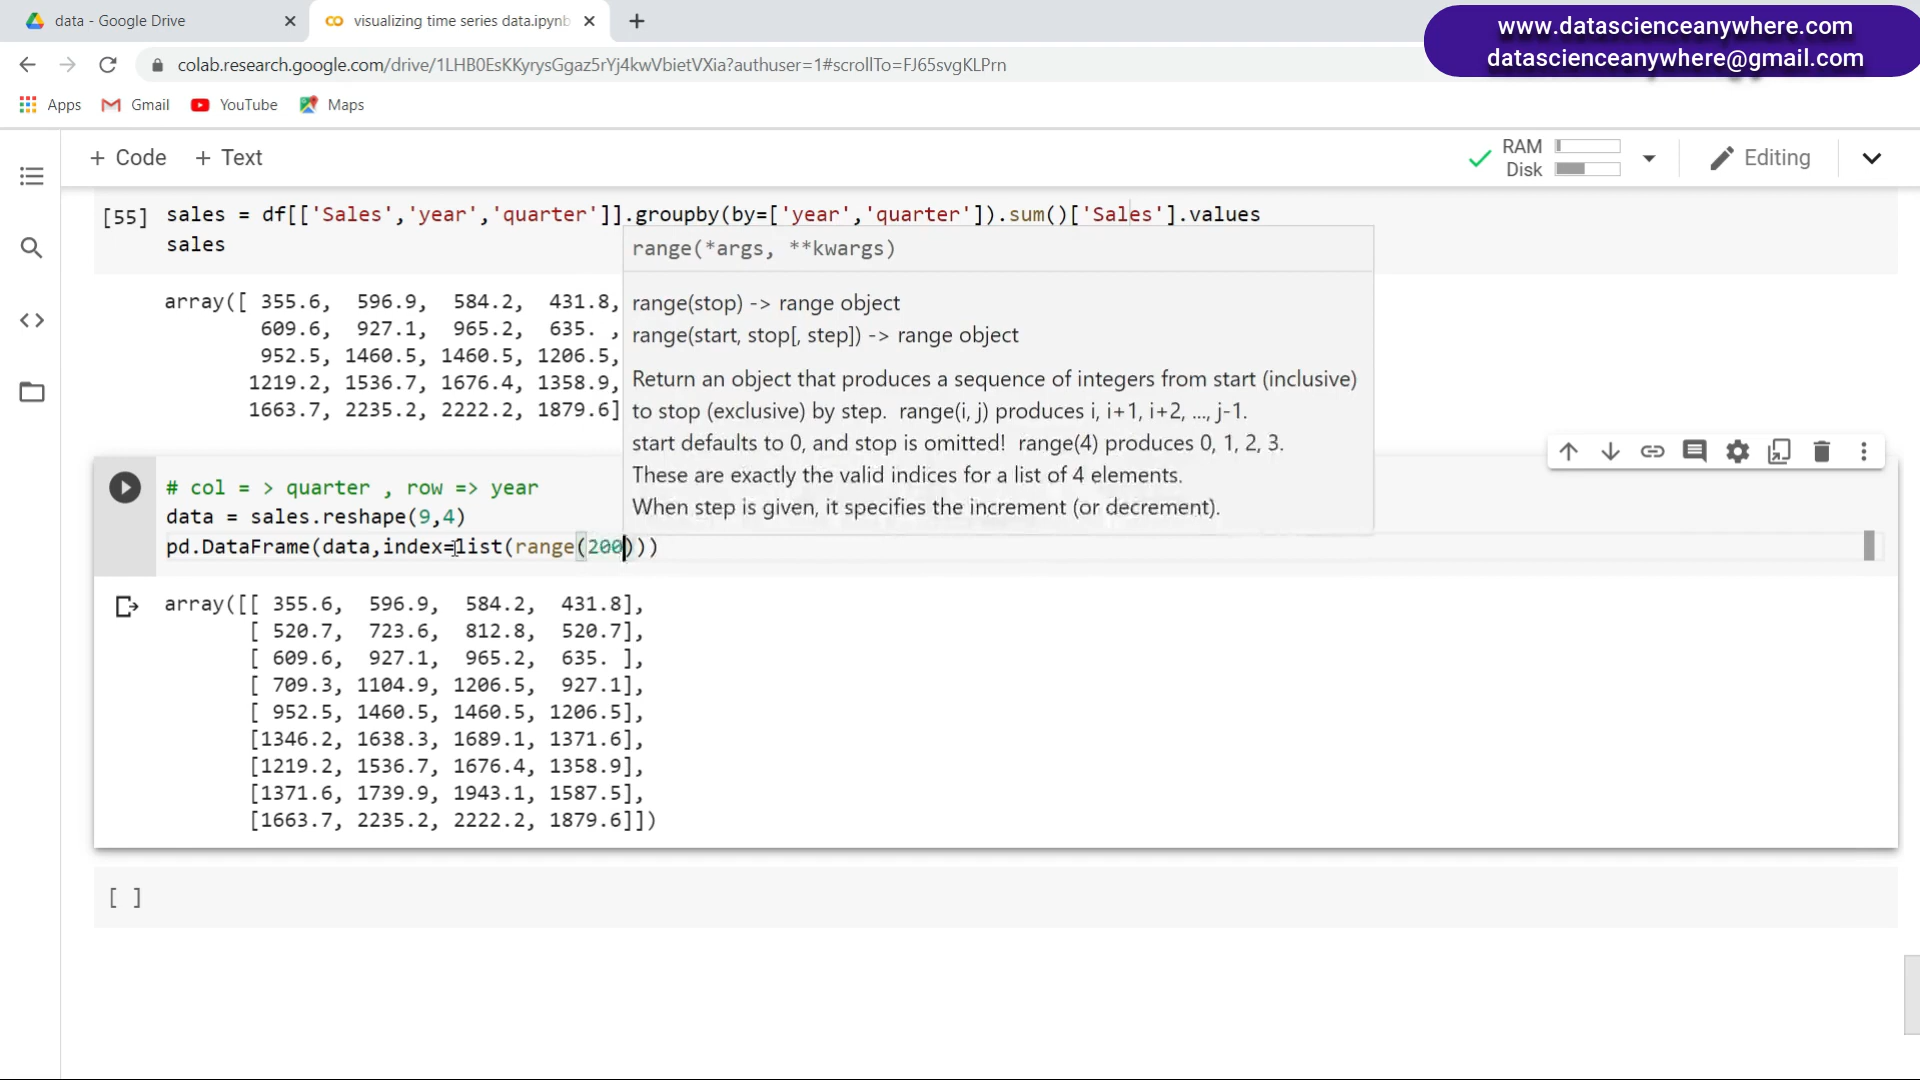 data - Google Drive
visualizing time series data.ipynb
www.datascienceanywhere.com
datascienceanywhere@gmail.com
colab.research.google.com/drive/1LHB0EsKKyrysGgaz5rYj4kwVbietVXia?authuser=1#scrollTo=FJ65svgKLPrn
Apps Gmail YouTube Maps
+ Code + Text
RAM
Disk
Editing
[55] sales = df[['Sales','year','quarter']].groupby(by=['year','quarter']).sum()['Sales'].values
sales
range(*args, **kwargs)
array([ 355.6, 596.9, 584.2, 431.8,
609.6, 927.1, 965.2, 635. ,
952.5, 1460.5, 1460.5, 1206.5,
1219.2, 1536.7, 1676.4, 1358.9,
1663.7, 2235.2, 2222.2, 1879.6]
range(stop) -> range object
range(start, stop[, step]) -> range object
Return an object that produces a sequence of integers from start (inclusive)
to stop (exclusive) by step. range(i, j) produces i, i+1, i+2, ..., j-1.
start defaults to 0, and stop is omitted! range(4) produces 0, 1, 2, 3.
These are exactly the valid indices for a list of 4 elements.
When step is given, it specifies the increment (or decrement).
# col = > quarter , row => year
data = sales.reshape(9,4)
pd.DataFrame(data,index=list(range(200)))
array([[ 355.6, 596.9, 584.2, 431.8],
[ 520.7, 723.6, 812.8, 520.7],
[ 609.6, 927.1, 965.2, 635. ],
[ 709.3, 1104.9, 1206.5, 927.1],
[ 952.5, 1460.5, 1460.5, 1206.5],
[1346.2, 1638.3, 1689.1, 1371.6],
[1219.2, 1536.7, 1676.4, 1358.9],
[1371.6, 1739.9, 1943.1, 1587.5],
[1663.7, 2235.2, 2222.2, 1879.6]])
[ ]